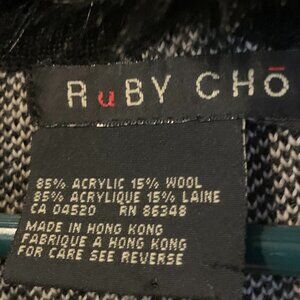 RuBY CHō
85% ACRYLIC 15% WOOL
85% ACRYLIQUE 15% LAINE
CA 04520 RN 86348
MADE IN HONG KONG
FABRIQUE A HONG KONG
FOR CARE SEE REVERSE